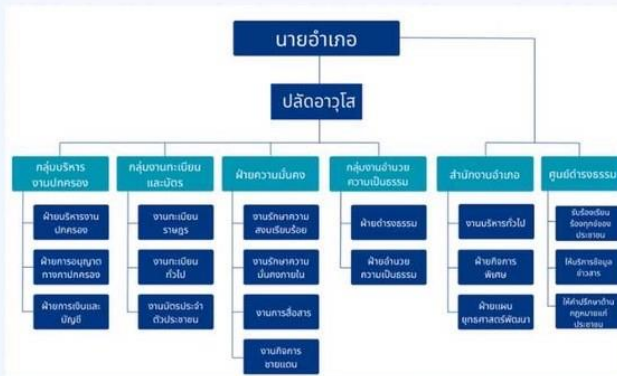 นายอำเภอ
ปลัดอาวุโส
กลุ่มบริหาร
งานปกครอง
ฝ่ายบริหารงาน
ปกครอง
ฝ่ายการอนุญาต
ทางการปกครอง
ฝ่ายการเงินและ
บัญชี
กลุ่มงานทะเบียน
และบัตร
งานทะเบียน
ราษฎร
งานทะเบียน
ทั่วไป
งานบัตรประจำ
ตัวประชาชน
ฝ่ายความมั่นคง
งานรักษาความ
สงบเรียบร้อย
งานรักษาความ
มั่นคงภายใน
งานการสื่อสาร
งานกิจการ
ชายแดน
กลุ่มงานอำนวย
ความเป็นธรรม
ฝ่ายดำรงธรรม
ฝ่ายอำนวย
ความเป็นธรรม
สำนักงานอำเภอ
งานบริหารทั่วไป
ฝ่ายกิจการ
พิเศษ
ฝ่ายแผน
ยุทธศาสตร์พัฒนา
ศูนย์ดำรงธรรม
รับร้องเรียน
ร้องทุกข์ของ
ประชาชน
ให้บริการข้อมูล
ข่าวสาร
ให้คำปรึกษาด้าน
กฎหมายแก่
ประชาชน